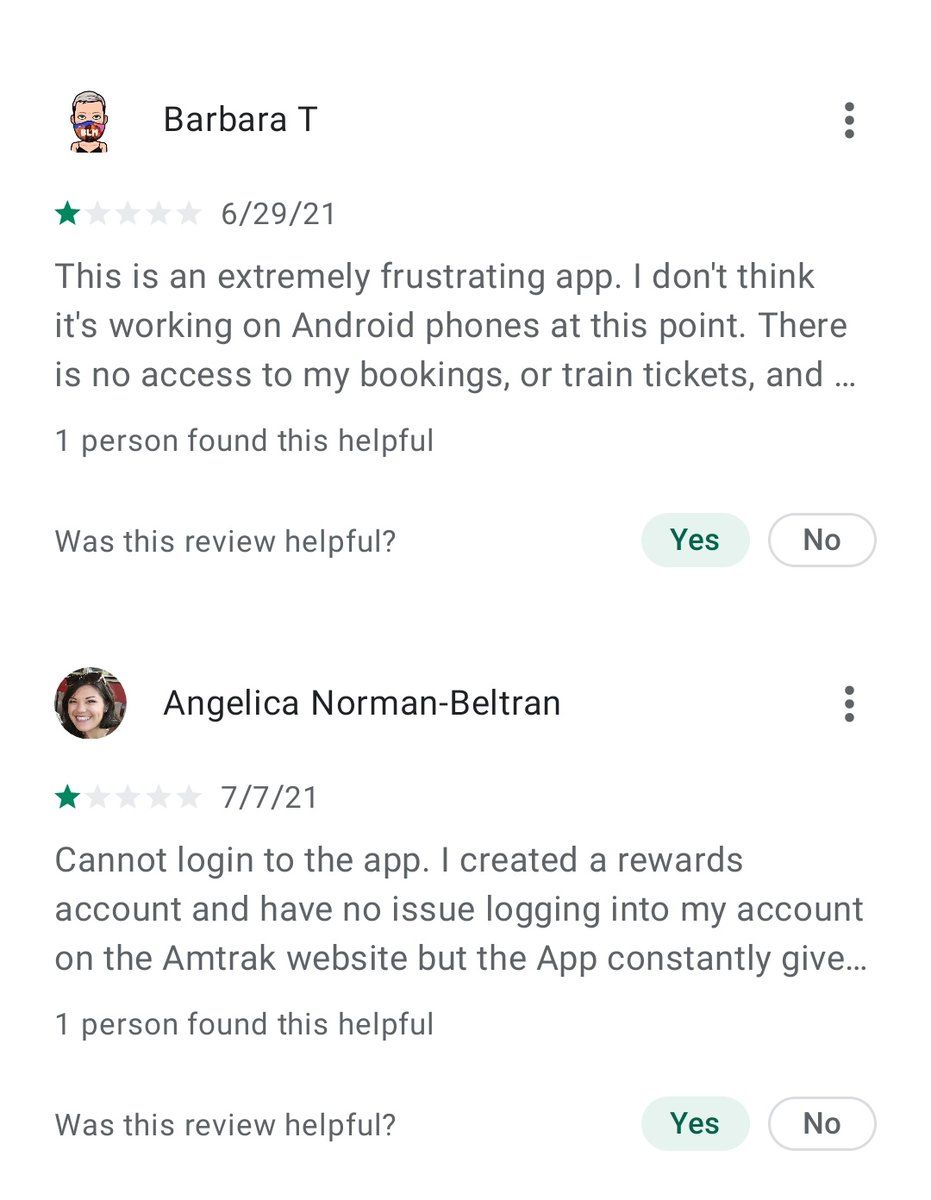 BLM
Barbara T
6/29/21
This is an extremely frustrating app. I don't think
it's working on Android phones at this point. There
is no access to my bookings, or train tickets, and ...
1 person found this helpful
Was this review helpful?
Yes
No
Angelica Norman-Beltran
7/7/21
Cannot login to the app. I created a rewards
account and have no issue logging into my account
on the Amtrak website but the App constantly give...
1 person found this helpful
Was this review helpful?
Yes
No